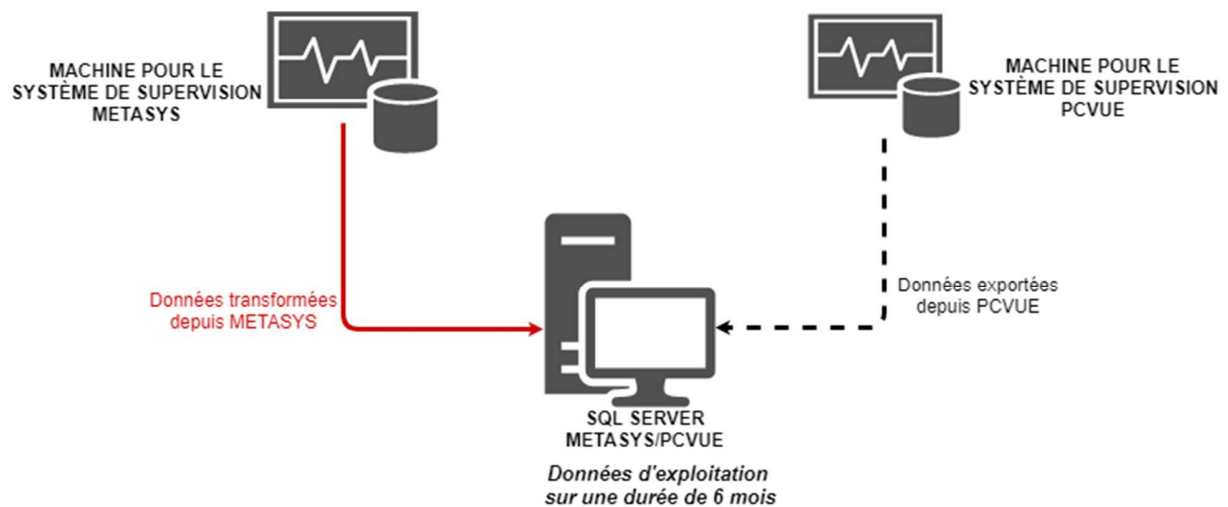 MACHINE POUR LE
SYSTÈME DE SUPERVISION
METASYS
MACHINE POUR LE
SYSTÈME DE SUPERVISION
PCVUE
Données transformées
depuis METASYS
Données exportées
depuis PCVUE
SQL SERVER
METASYS/PCVUE
Données d'exploitation
sur une durée de 6 mois